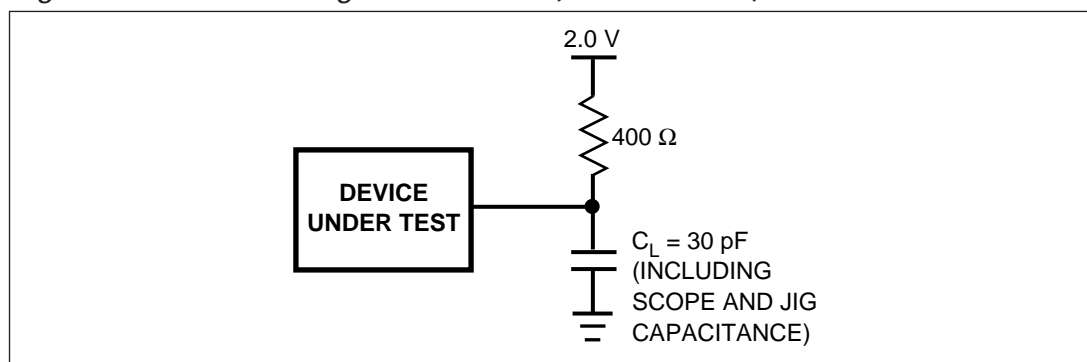 2.0 V
400 Ω
DEVICE
UNDER TEST
C_L = 30 pF
(INCLUDING
SCOPE AND JIG
CAPACITANCE)